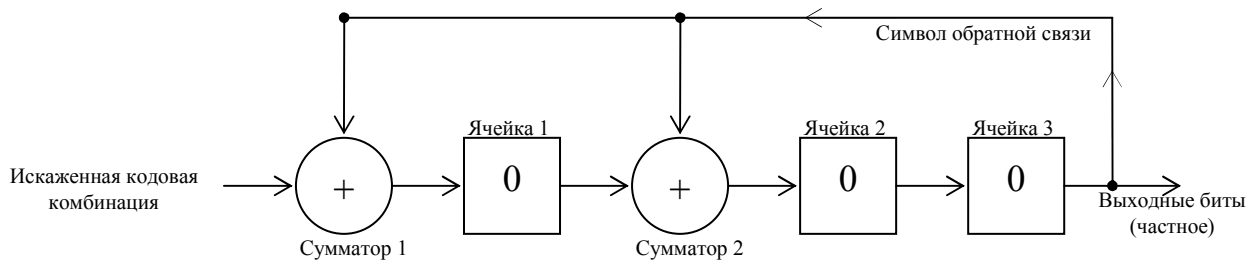 Символ обратной связи
Ячейка 1
Ячейка 2
Ячейка 3
Искаженная кодовая
комбинация
+
0
+
0
0
Выходные биты
(частное)
Сумматор 1
Сумматор 2